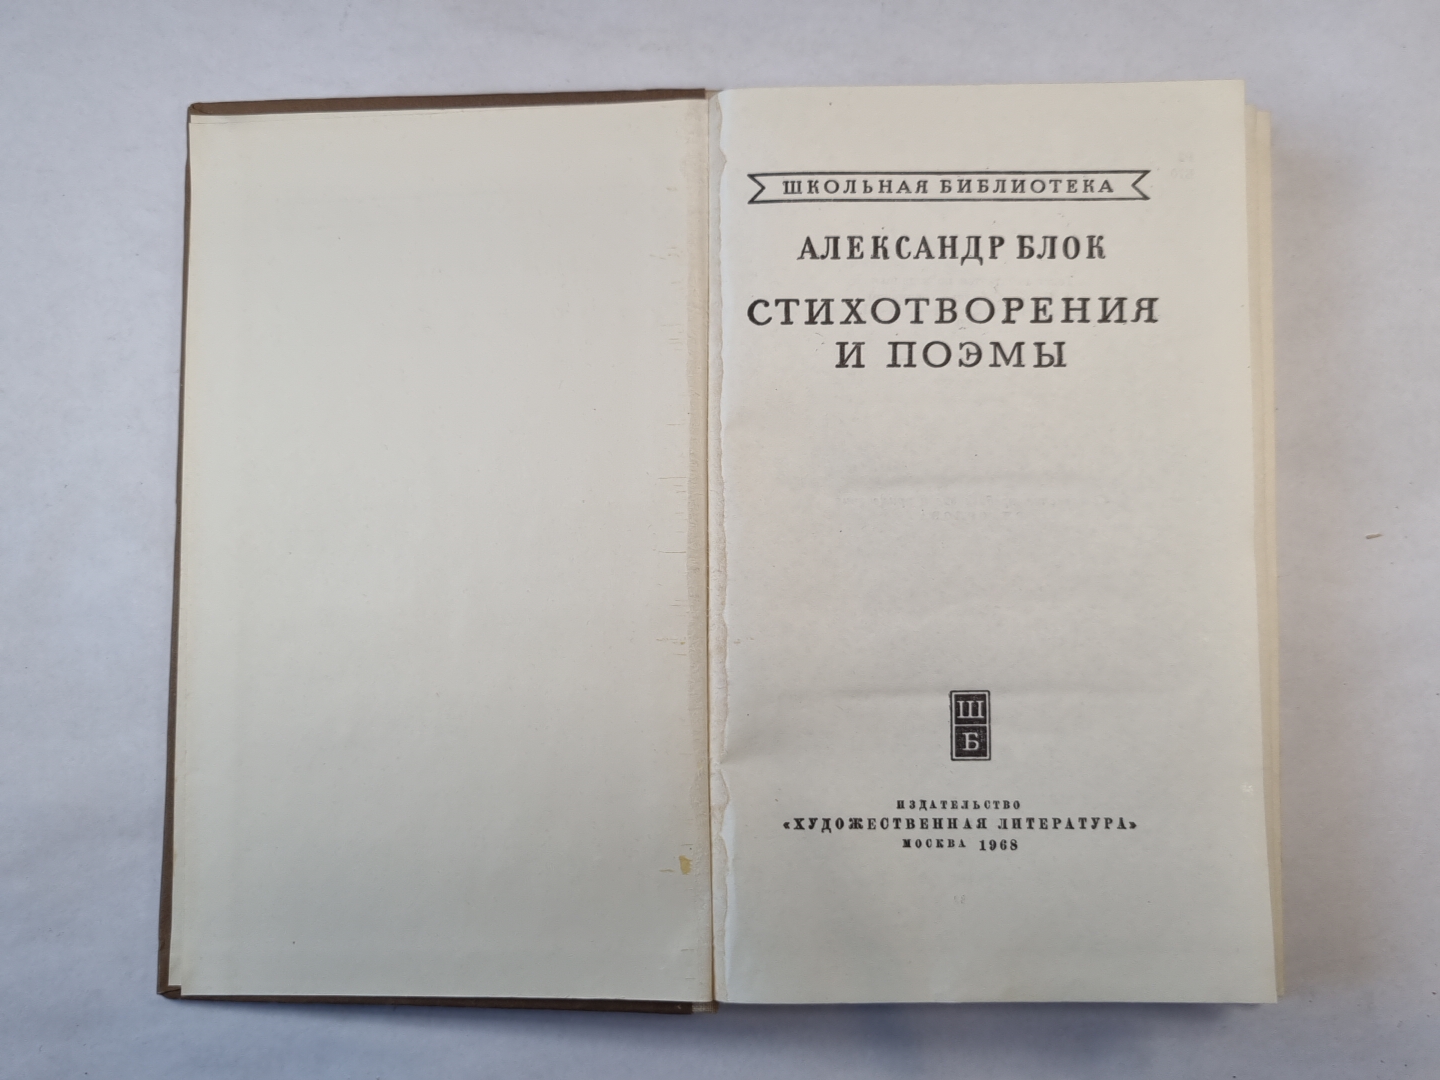 ШКОЛЬНАЯ БИБЛИОТЕКА
АЛЕКСАНДР БЛОК
СТИХОТВОРЕНИЯ
И ПОЭМЫ
Ш
Б
ИЗДАТЕЛЬСТВО
«ХУДОЖЕСТВЕННАЯ ЛИТЕРАТУРА»
МОСКВА 1968